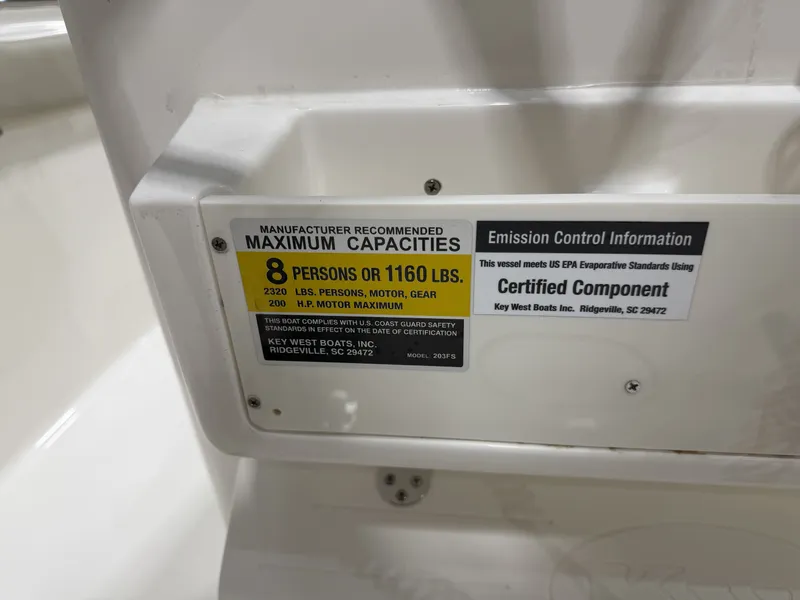 MANUFACTURER RECOMMENDED
MAXIMUM CAPACITIES
8 PERSONS OR 1160 LBS.
2320 LBS. PERSONS, MOTOR, GEAR
200 H.P. MOTOR MAXIMUM
THIS BOAT COMPLIES WITH U.S. COAST GUARD SAFETY
STANDARDS IN EFFECT ON THE DATE OF CERTIFICATION
KEY WEST BOATS, INC.
RIDGEVILLE, SC 29472 MODEL: 203FS
Emission Control Information
This vessel meets US EPA Evaporative Standards Using
Certified Component
Key West Boats Inc. Ridgeville, SC 29472